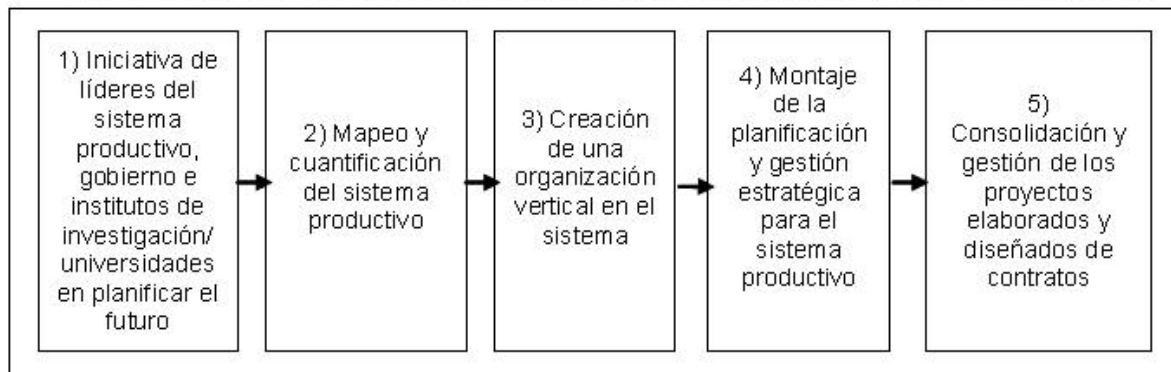 1) Iniciativa de
líderes del
sistema
productivo,
gobierno e
institutos de
investigación/
universidades
en planificar el
futuro
2) Mapeo y
cuantificación
del sistema
productivo
3) Creación
de una
organización
vertical en el
sistema
4) Montaje
de la
planificación
y gestión
estratégica
para el
sistema
productivo
5)
Consolidación y
gestión de los
proyectos
elaborados y
diseñados de
contratos